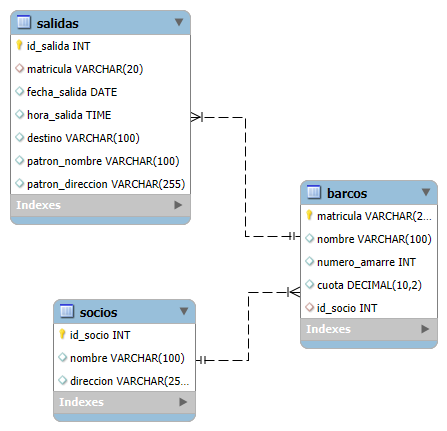 salidas
id_salida INT
matricula VARCHAR(20)
fecha_salida DATE
hora_salida TIME
destino VARCHAR(100)
patron_nombre VARCHAR(100)
patron_direccion VARCHAR(255)
Indexes
barcos
matricula VARCHAR(2...
nombre VARCHAR(100)
numero_amarre INT
cuota DECIMAL(10,2)
id_socio INT
Indexes
socios
id_socio INT
nombre VARCHAR(100)
direccion VARCHAR(25...
Indexes